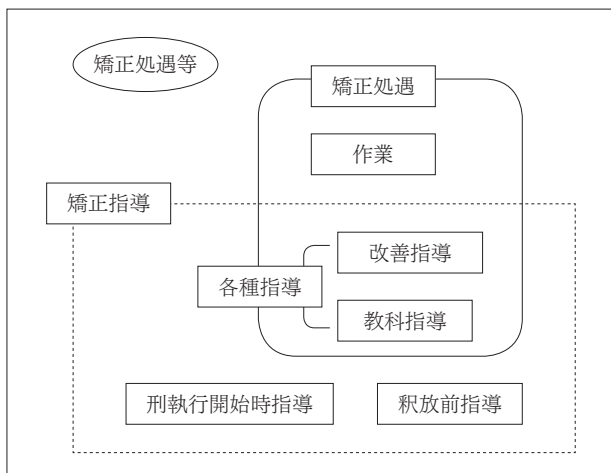 矯正処遇等
矯正処遇
作業
矯正指導
改善指導
各種指導
教科指導
刑執行開始時指導
釈放前指導